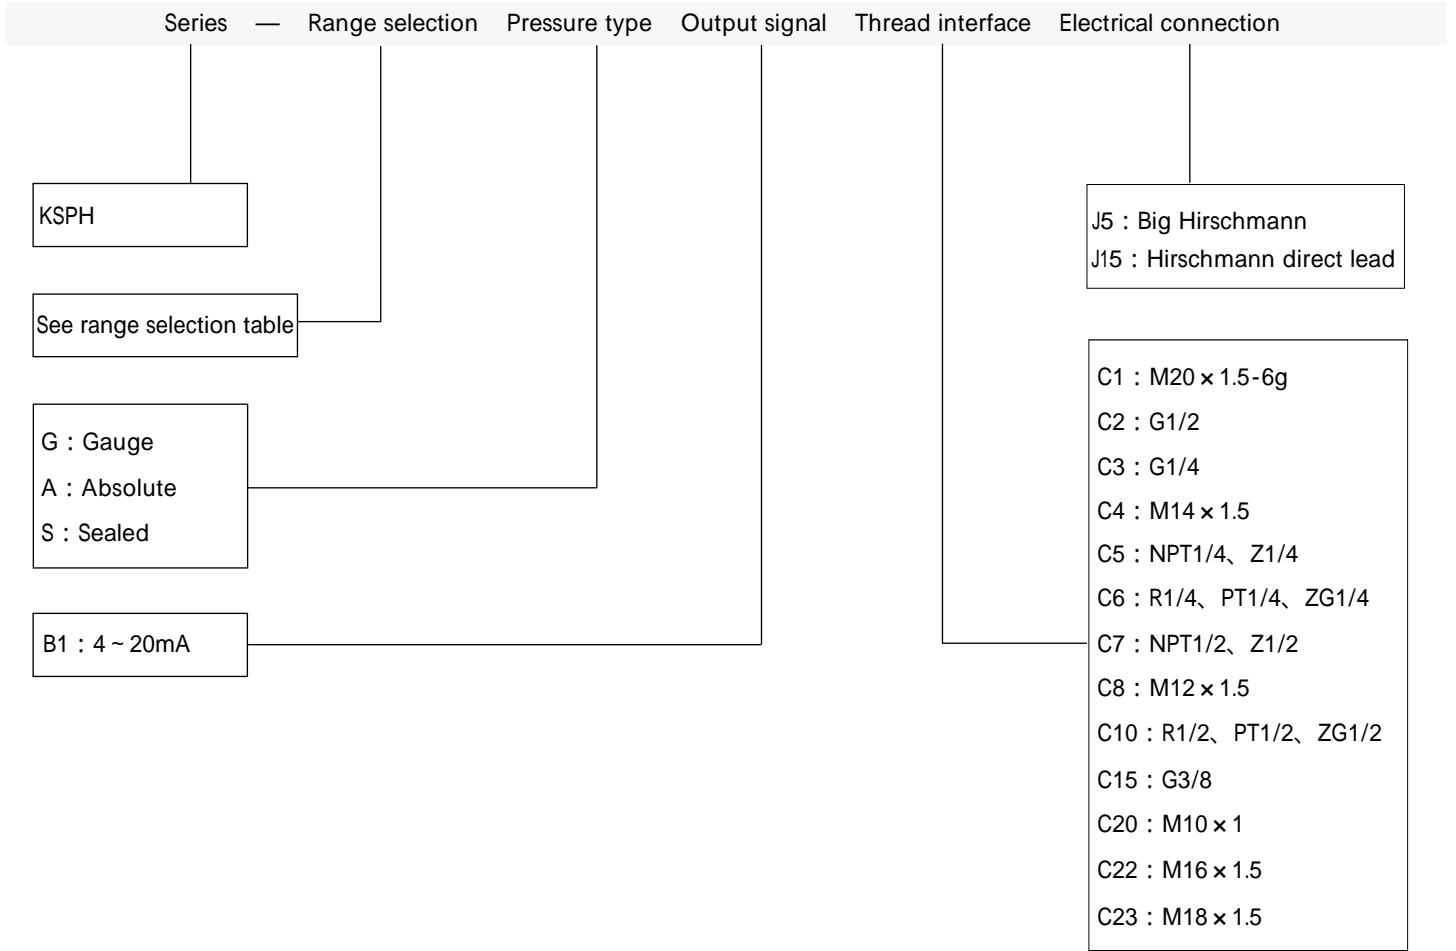 Series — Range selection Pressure type Output signal Thread interface Electrical connection
KSPH
See range selection table
G：Gauge
A：Absolute
S：Sealed
B1：4～20mA
J5：Big Hirschmann
J15：Hirschmann direct lead
C1：M20×1.5-6g
C2：G1/2
C3：G1/4
C4：M14×1.5
C5：NPT1/4、Z1/4
C6：R1/4、PT1/4、ZG1/4
C7：NPT1/2、Z1/2
C8：M12×1.5
C10：R1/2、PT1/2、ZG1/2
C15：G3/8
C20：M10×1
C22：M16×1.5
C23：M18×1.5